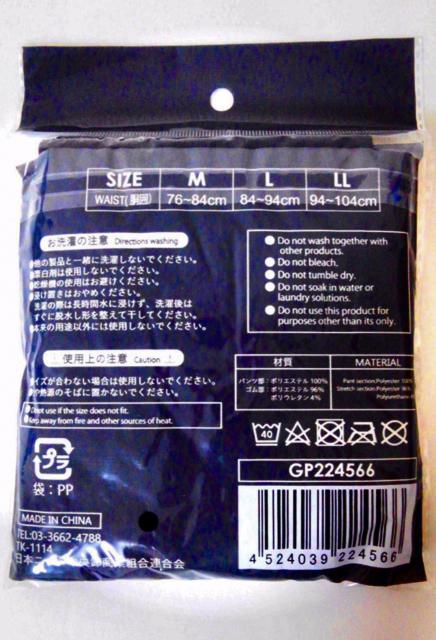 SIZE M L LL
WAIST(胴囲) 76~84cm 84~94cm 94~104cm
お洗濯の注意 Directions washing
●他の製品と一緒に洗濯しないでください。
●漂白剤は使用しないでください。
●乾燥機の使用はお避けください。
●浸け置きはおやめください。
洗濯の際は長時間水に浸けず、洗濯後は
すぐに脱水し形を整えて干してください。
●本来の用途以外には使用しないでください。
● Do not wash together with
other products.
● Do not bleach.
● Do not tumble dry.
● Do not soak in water or
laundry solutions.
● Do not use this product for
purposes other than its only.
使用上の注意 Caution
サイズが合わない場合は使用しないでください。
や熱源のそばに置かないでください。
Do not use if the size does not fit.
Keep away from fire and other sources of heat.
材質 MATERIAL
パンツ部:ポリエステル 100% Pant section:Polyester
ゴム部:ポリエステル 96% Stretch section:Polyester
ポリウレタン 4% Polyurethane
40
プラ
袋:PP
GP224566
MADE IN CHINA
TEL:03-3662-4788
TK-1114
日本 組合連合会
4 524039 224566